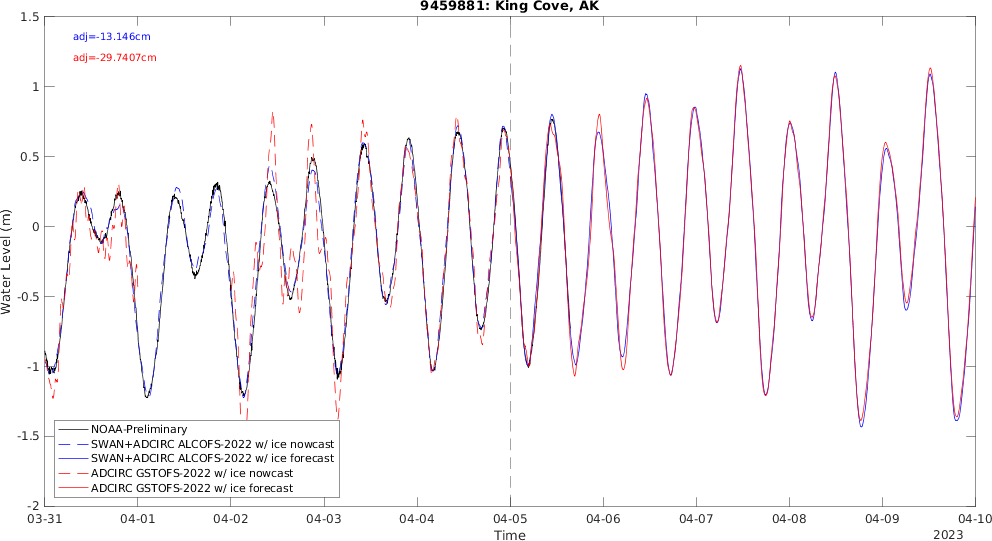 9459881: King Cove, AK
adj=-13.146cm
adj=-29.7407cm
1.5
1
0.5
0
-0.5
-1
-1.5
-2
Water Level (m)
NOAA-Preliminary
SWAN+ADCIRC ALCOFS-2022 w/ ice nowcast
SWAN+ADCIRC ALCOFS-2022 w/ ice forecast
ADCIRC GSTOFS-2022 w/ ice nowcast
ADCIRC GSTOFS-2022 w/ ice forecast
03-31 04-01 04-02 04-03 04-04 04-05 04-06 04-07 04-08 04-09 04-10
Time
2023